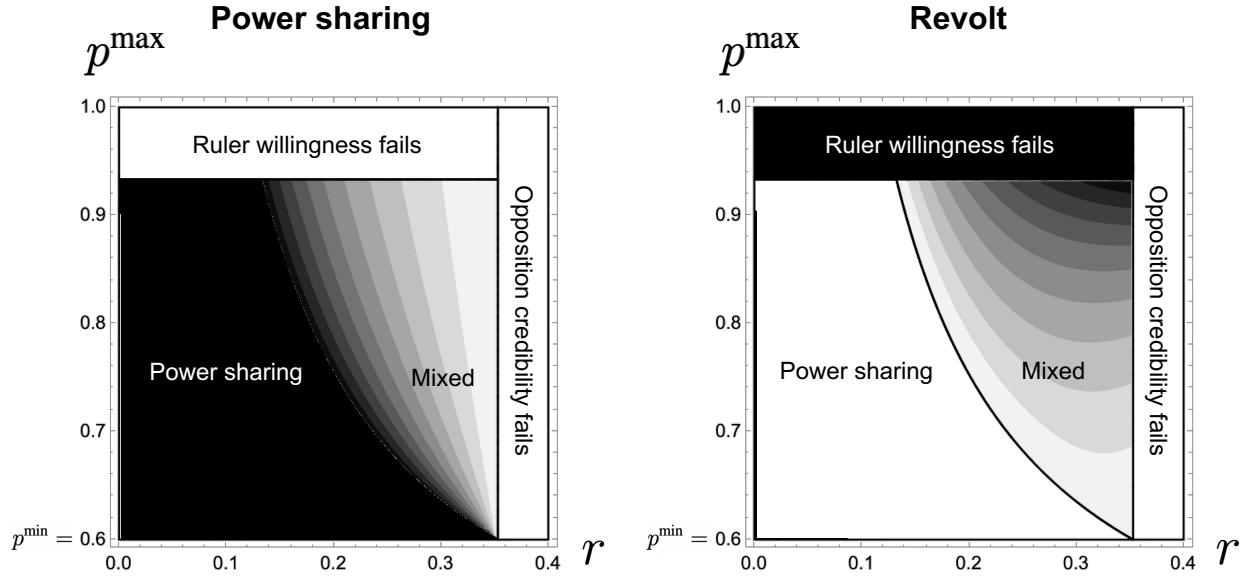 Power sharing
p^max
1.0
0.9
0.8
0.7
p^min = 0.6
0.0 0.1 0.2 0.3 0.4
r
Ruler willingness fails
Power sharing
Mixed
Opposition credibility fails
Revolt
p^max
1.0
0.9
0.8
0.7
p^min = 0.6
0.0 0.1 0.2 0.3 0.4
r
Ruler willingness fails
Power sharing
Mixed
Opposition credibility fails